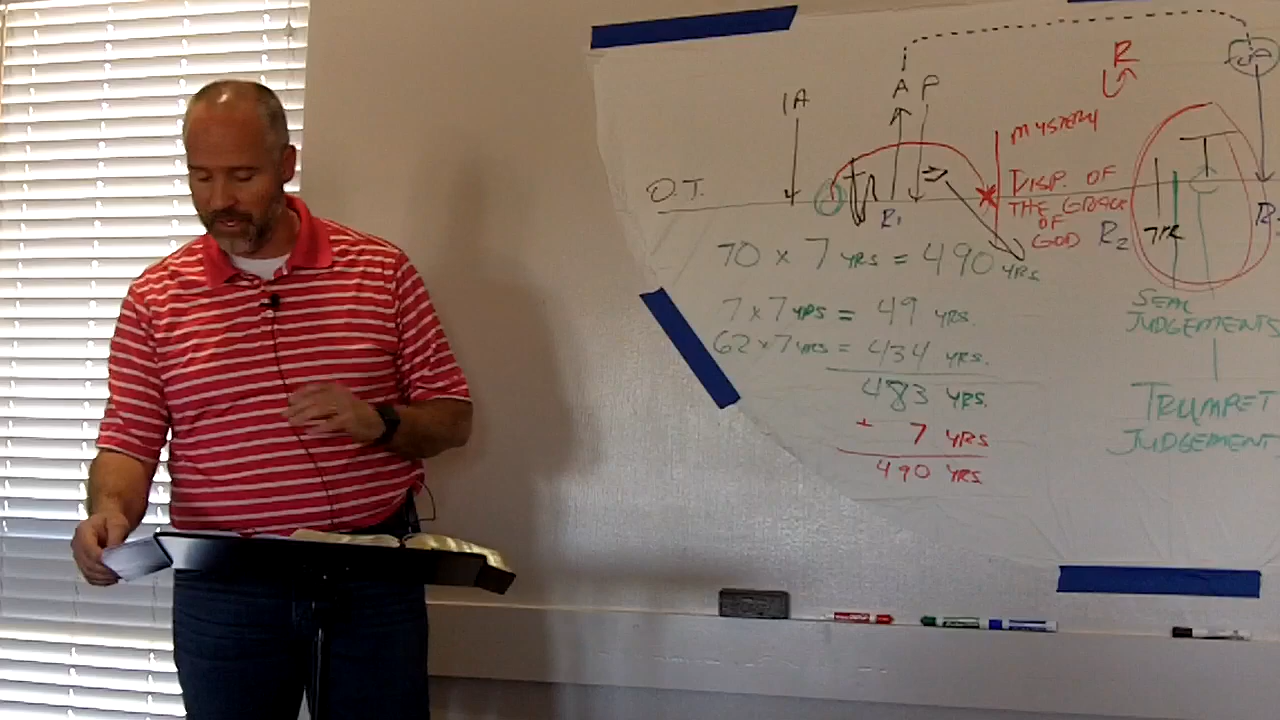 R
1A
A P
MYSTERY
O.T.
DISP. OF
THE GRACE
OF
GOD
R1
R2
7YR
T
70 x 7 YRS = 490 YRS
7 x 7 YRS = 49 YRS.
62 x 7 YRS = 434 YRS.
483 YRS.
+ 7 YRS
490 YRS
SEAL
JUDGEMENTS
TRUMPET
JUDGEMENT